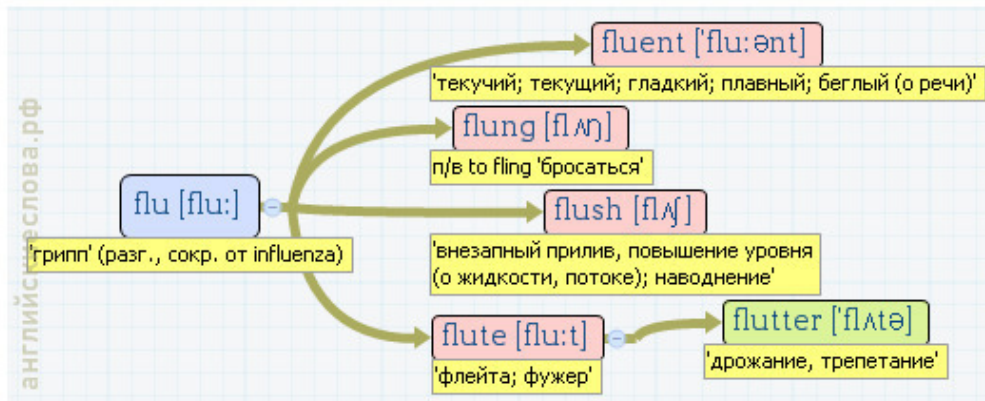 fluent ['flu:ənt]
'текучий; текущий; гладкий; плавный; беглый (о речи)'
flung [flʌŋ]
п/в to fling 'бросаться'
flu [flu:]
'грипп' (разг., сокр. от influenza)
flush [flʌʃ]
'внезапный прилив, повышение уровня
(о жидкости, потоке); наводнение'
flute [flu:t]
'флейта; фужер'
flutter ['flʌtə]
'дрожание, трепетание'
английскиеслова.рф